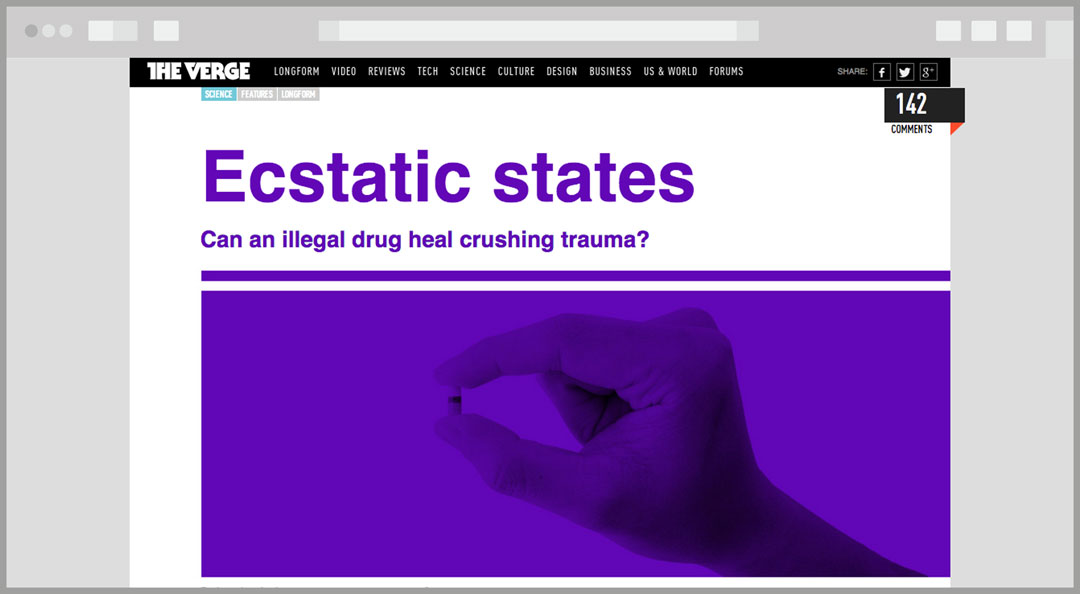 THE VERGE LONGFORM VIDEO REVIEWS TECH SCIENCE CULTURE DESIGN BUSINESS US & WORLD FORUMS SHARE: f g+
SCIENCE FEATURES LONGFORM
142
COMMENTS
Ecstatic states
Can an illegal drug heal crushing trauma?